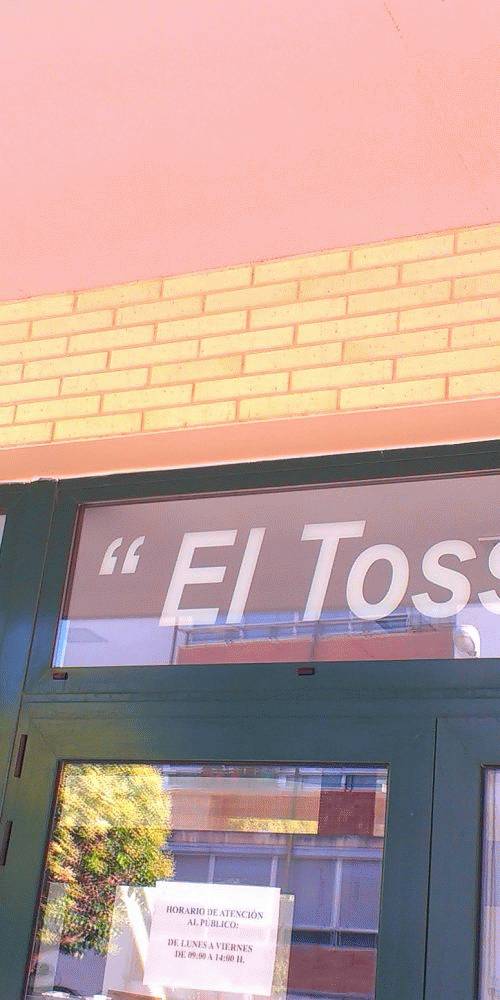 “ El Toss
HORARIO DE ATENCIÓN
AL PÚBLICO:
DE LUNES A VIERNES
DE 09:00 A 14:00 H.